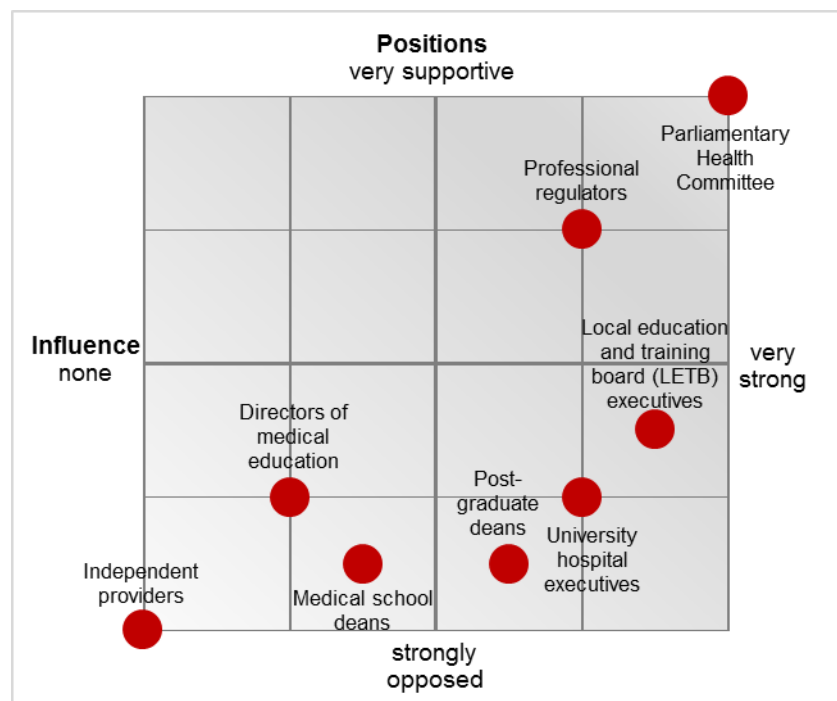 Positions
very supportive
Parliamentary
Health
Committee
Professional
regulators
Influence
none
Local education
and training
board (LETB)
executives
very
strong
Directors of
medical
education
Post-
graduate
deans
University
hospital
executives
Independent
providers
Medical school
deans
strongly
opposed